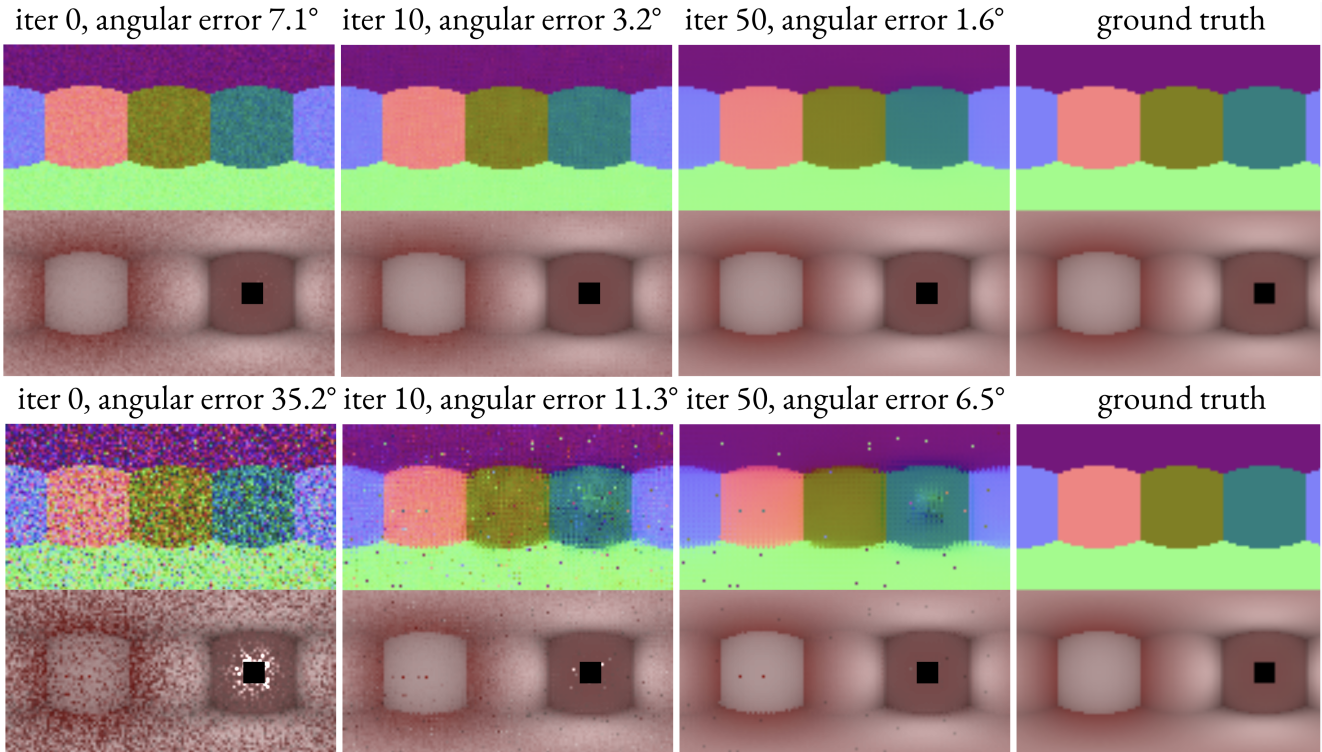 iter 0, angular error 7.1° iter 10, angular error 3.2° iter 50, angular error 1.6° ground truth
iter 0, angular error 35.2° iter 10, angular error 11.3° iter 50, angular error 6.5° ground truth